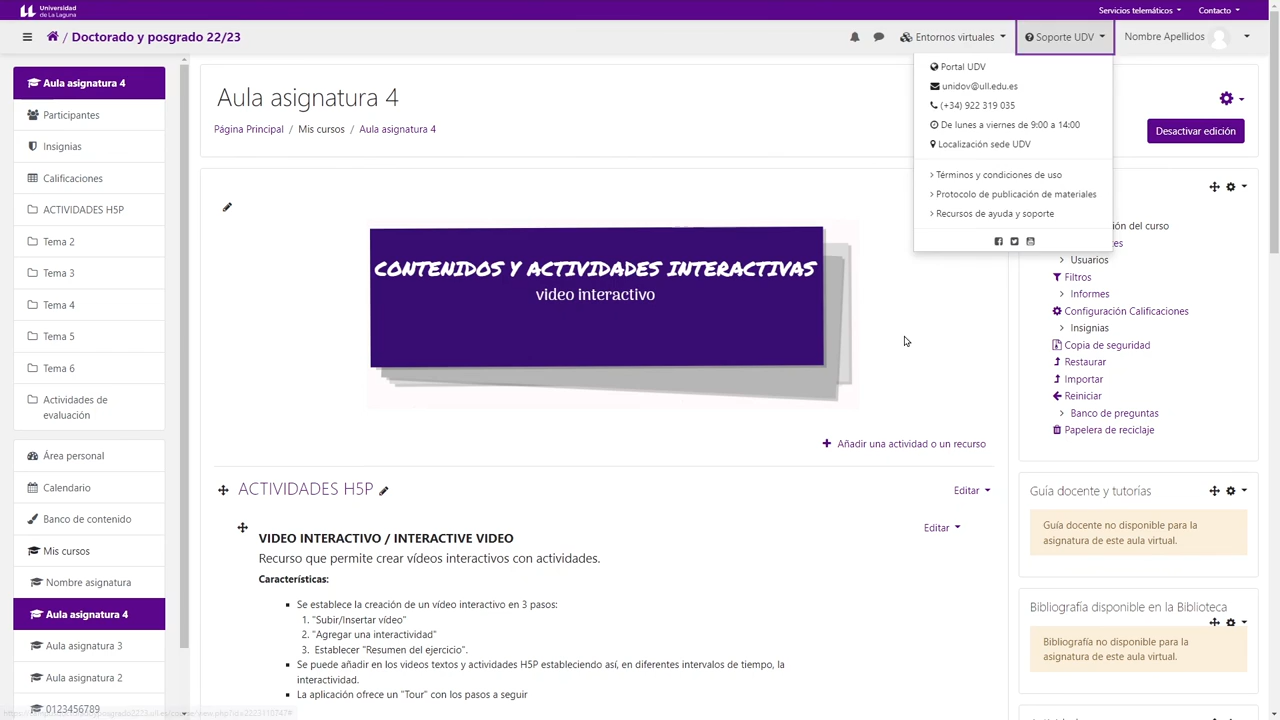 Universidad
de La Laguna
Servicios telemáticos
Contacto
/ Doctorado y posgrado 22/23
Entornos virtuales
Soporte UDV
Nombre Apellidos
Portal UDV
unidov@ull.edu.es
(+34) 922 319 035
De lunes a viernes de 9:00 a 14:00
Localización sede UDV
> Términos y condiciones de uso
> Protocolo de publicación de materiales
> Recursos de ayuda y soporte
Aula asignatura 4
Participantes
Insignias
Calificaciones
ACTIVIDADES H5P
Tema 2
Tema 3
Tema 4
Tema 5
Tema 6
Actividades de
evaluación
Área personal
Calendario
Banco de contenido
Mis cursos
Nombre asignatura
Aula asignatura 4
Aula asignatura 3
Aula asignatura 2
0123456789
Aula asignatura 4
Página Principal / Mis cursos / Aula asignatura 4
Desactivar edición
CONTENIDOS Y ACTIVIDADES INTERACTIVAS
video interactivo
+ Añadir una actividad o un recurso
ACTIVIDADES H5P
Editar
Editar
VIDEO INTERACTIVO / INTERACTIVE VIDEO
Recurso que permite crear vídeos interactivos con actividades.
Características:
Se establece la creación de un vídeo interactivo en 3 pasos:
1. "Subir/Insertar vídeo"
2. "Agregar una interactividad"
3. Establecer "Resumen del ejercicio".
Se puede añadir en los videos textos y actividades H5P estableciendo así, en diferentes intervalos de tiempo, la
interactividad.
La aplicación ofrece un "Tour" con los pasos a seguir
ión del curso
es
> Usuarios
Filtros
> Informes
Configuración Calificaciones
> Insignias
Copia de seguridad
Restaurar
Importar
Reiniciar
> Banco de preguntas
Papelera de reciclaje
Guía docente y tutorías
Guía docente no disponible para la
asignatura de este aula virtual.
Bibliografía disponible en la Biblioteca
Bibliografía no disponible para la
asignatura de este aula virtual.